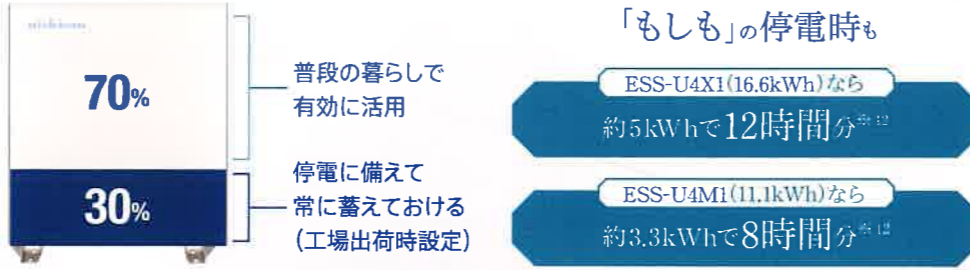 nichicon
70%
普段の暮らしで
有効に活用
停電に備えて
常に蓄えておける
(工場出荷時設定)
30%
「もしも」の停電時も
ESS-U4X1(16.6kWh)なら
約5kWhで12時間分※12
ESS-U4M1(11.1kWh)なら
約3.3kWhで8時間分※12